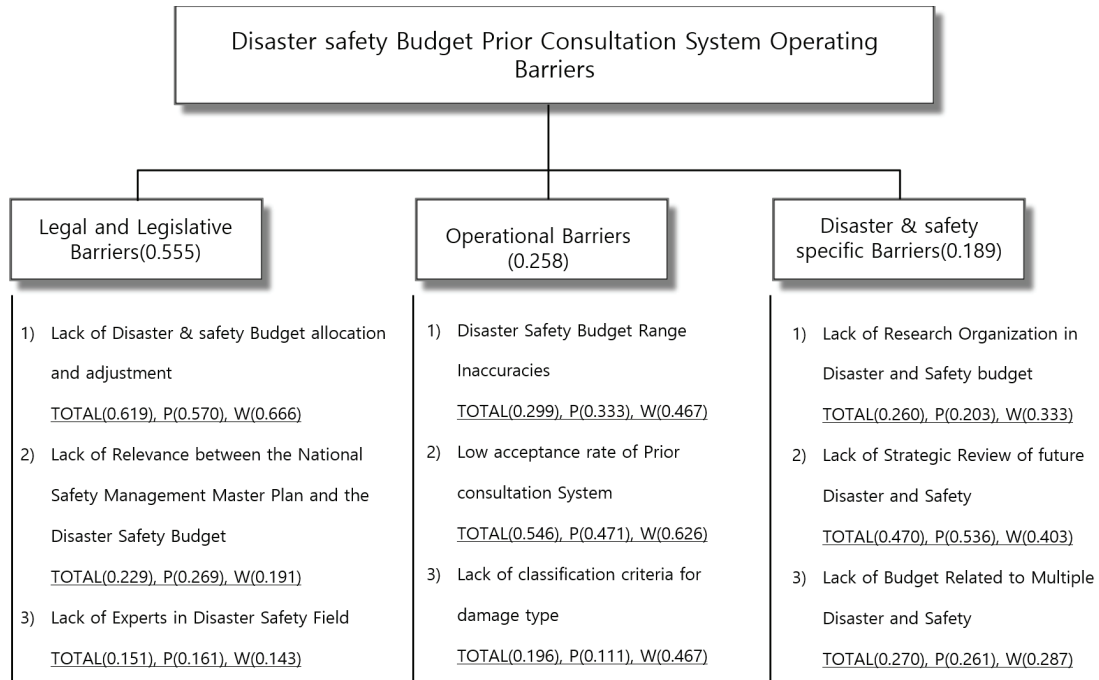 Disaster safety Budget Prior Consultation System Operating
Barriers
Legal and Legislative
Barriers(0.555)
1) Lack of Disaster & safety Budget allocation
and adjustment
TOTAL(0.619), P(0.570), W(0.666)
2) Lack of Relevance between the National
Safety Management Master Plan and the
Disaster Safety Budget
TOTAL(0.229), P(0.269), W(0.191)
3) Lack of Experts in Disaster Safety Field
TOTAL(0.151), P(0.161), W(0.143)
Operational Barriers
(0.258)
1) Disaster Safety Budget Range
Inaccuracies
TOTAL(0.299), P(0.333), W(0.467)
2) Low acceptance rate of Prior
consultation System
TOTAL(0.546), P(0.471), W(0.626)
3) Lack of classification criteria for
damage type
TOTAL(0.196), P(0.111), W(0.467)
Disaster & safety
specific Barriers(0.189)
1) Lack of Research Organization in
Disaster and Safety budget
TOTAL(0.260), P(0.203), W(0.333)
2) Lack of Strategic Review of future
Disaster and Safety
TOTAL(0.470), P(0.536), W(0.403)
3) Lack of Budget Related to Multiple
Disaster and Safety
TOTAL(0.270), P(0.261), W(0.287)